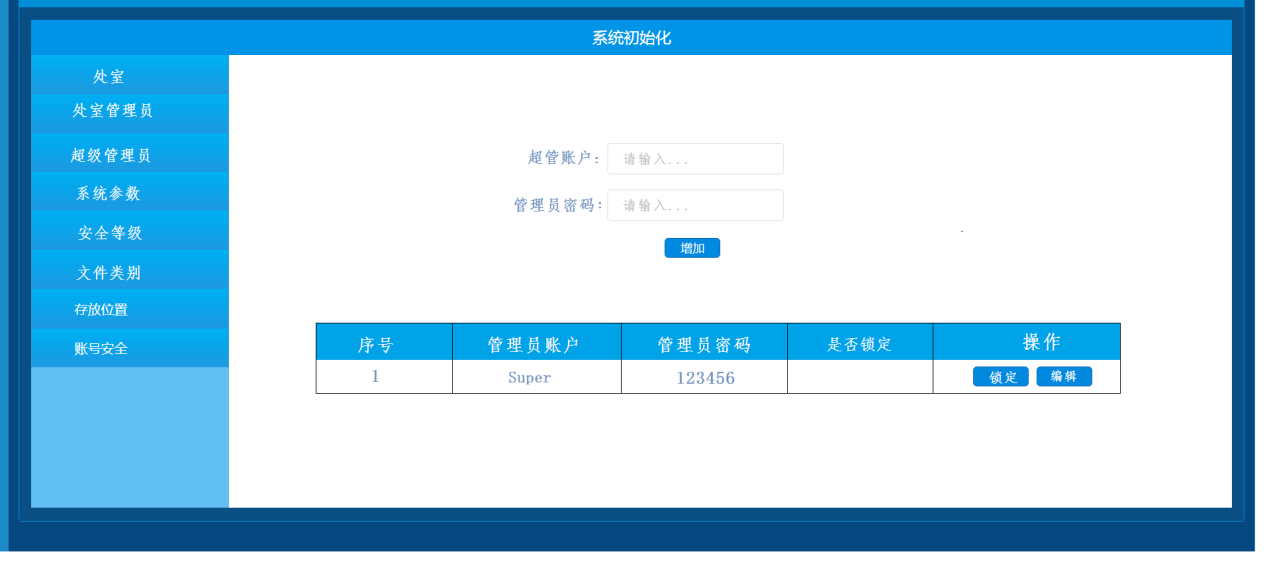 系统初始化
处室
处室管理员
超级管理员
系统参数
安全等级
文件类别
存放位置
账号安全
超管账户: 请输入...
管理员密码: 请输入...
增加
序号 管理员账户 管理员密码 是否锁定 操作
1 Super 123456 锁定 编辑